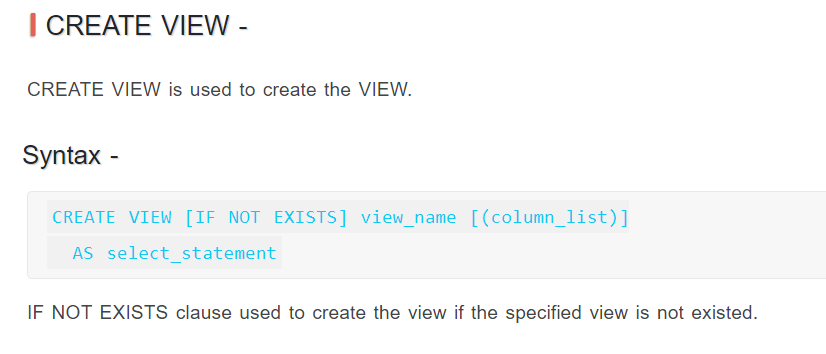 CREATE VIEW -
CREATE VIEW is used to create the VIEW.
Syntax -
CREATE VIEW [IF NOT EXISTS] view_name [(column_list)]
AS select_statement
IF NOT EXISTS clause used to create the view if the specified view is not existed.